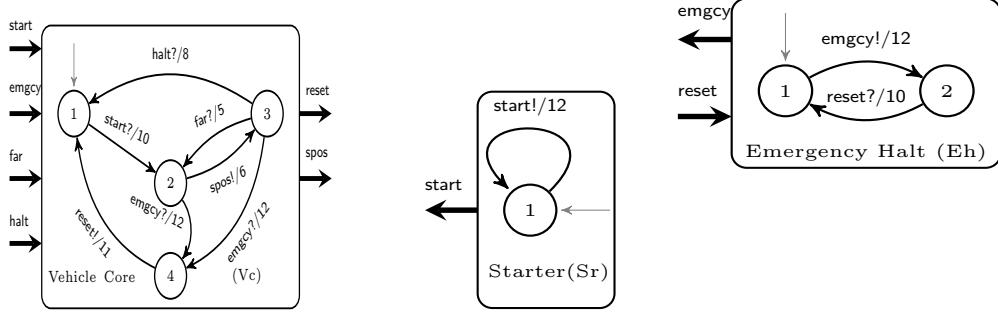 start
emgcy
far
halt
halt?/8
1
3
start?/10
far?/5
2
spos!/6
emgcy?/12
emgcy?/12
reset!/11
4
Vehicle Core
(Vc)
reset
spos
start!/12
start
1
Starter(Sr)
emgcy
reset
emgcy!/12
1
2
reset?/10
Emergency Halt (Eh)